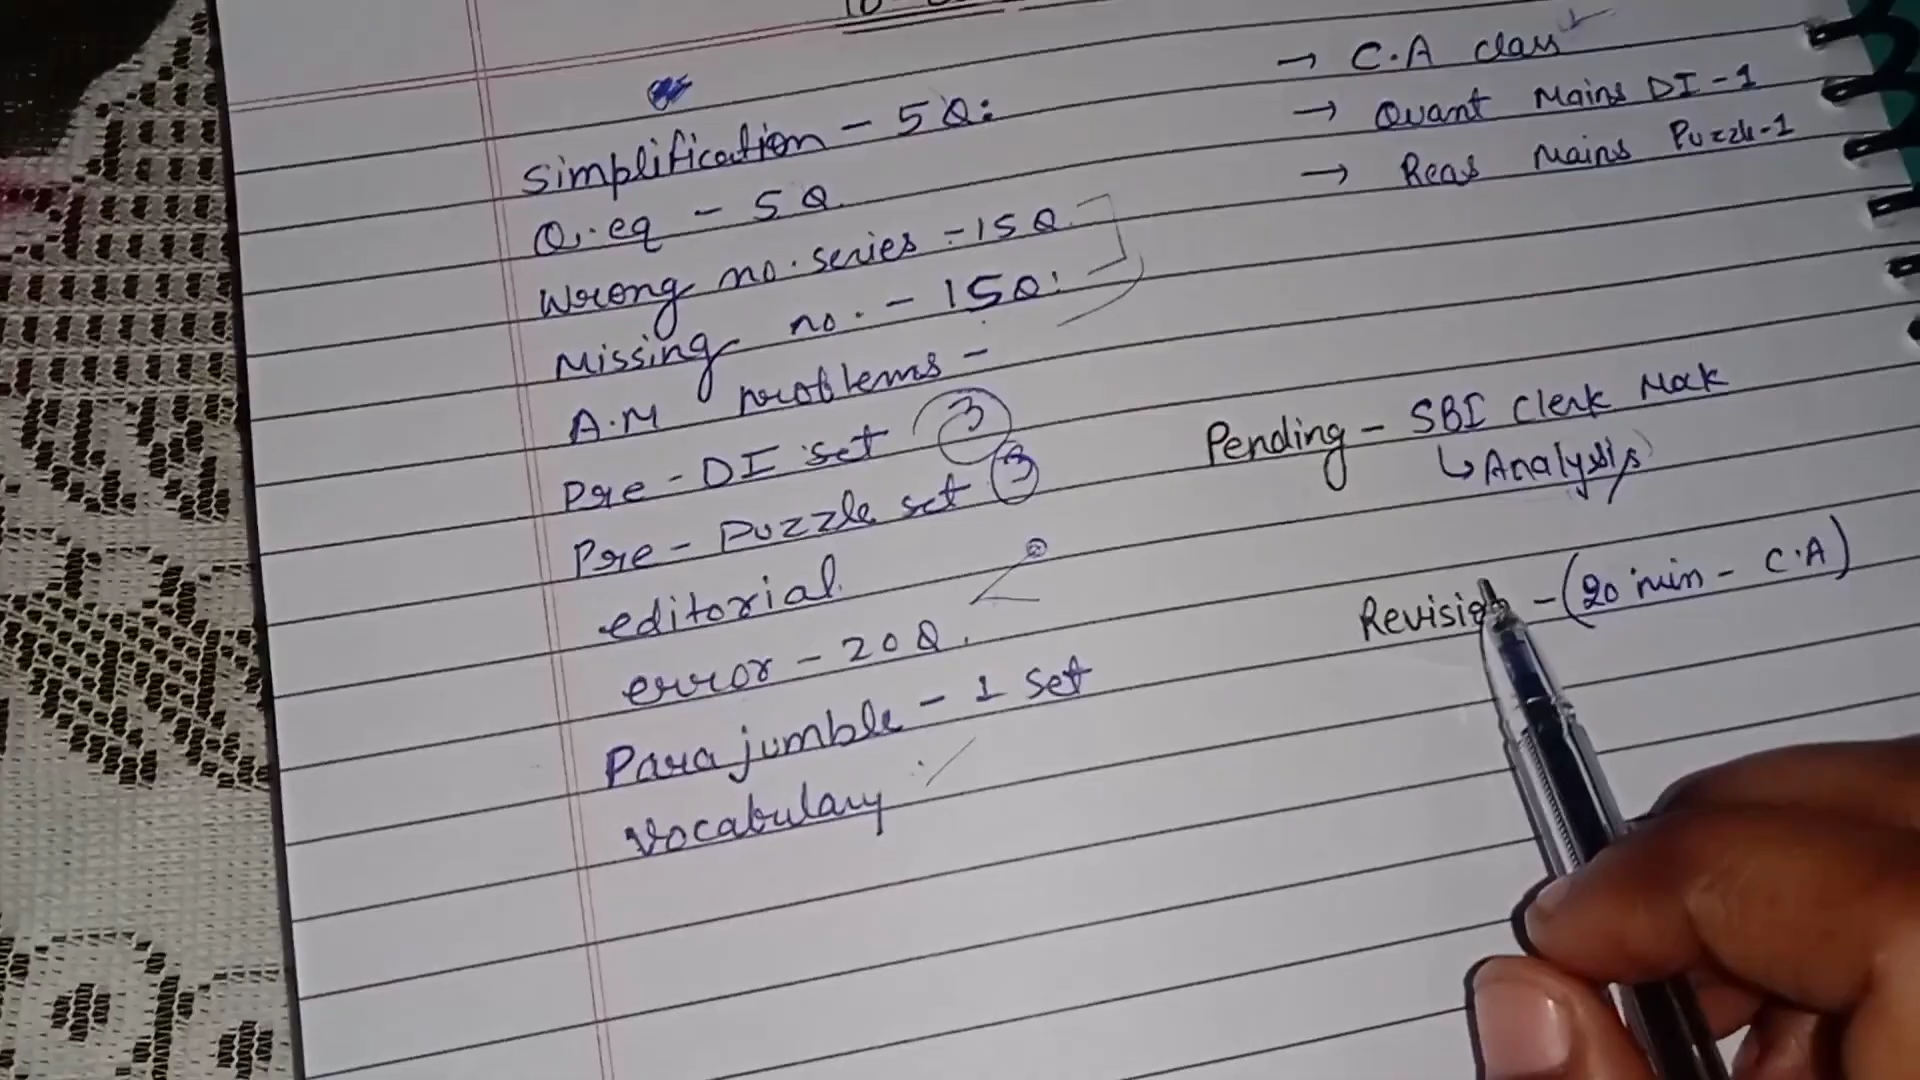 Simplification - 5Q.
Q.eq - 5Q
Wrong no. series - 15Q.
Missing no. - 15Q.
A.M problems -
Pre - DI set 3
Pre - Puzzle set 3
editorial
error - 20Q.
Para jumble - 1 set
Vocabulary
→ C.A class
→ Quant Mains DI - 1
→ Reas Mains Puzzle - 1
Pending - SBI Clerk Mock
↳ Analysis
Revision - (20 min - C.A)